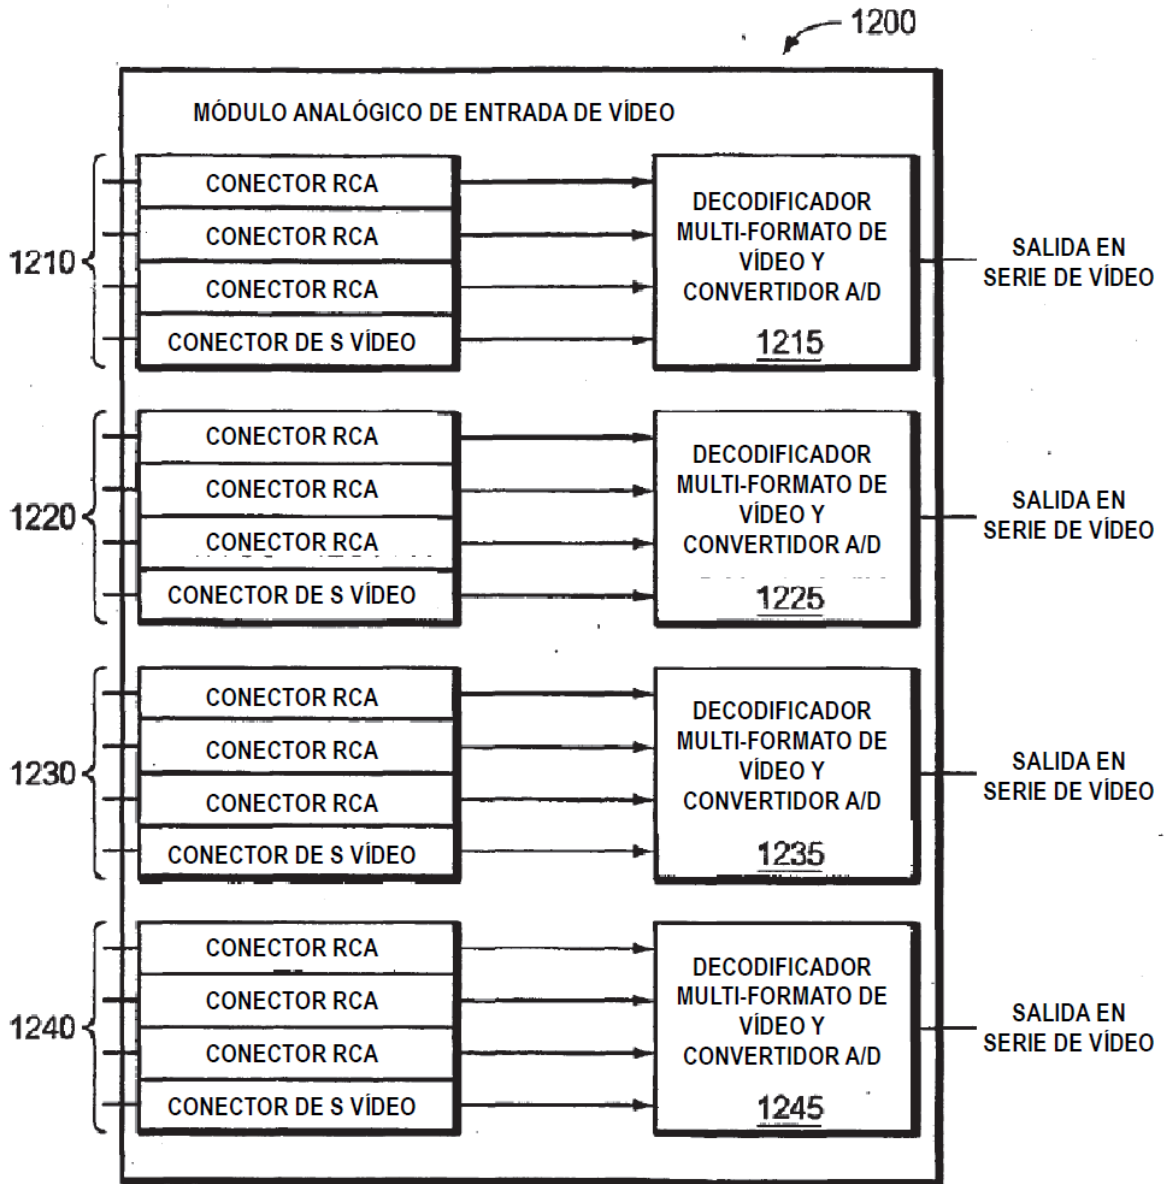 1200
MÓDULO ANALÓGICO DE ENTRADA DE VÍDEO
1210
CONECTOR RCA
CONECTOR RCA
CONECTOR RCA
CONECTOR DE S VÍDEO
DECODIFICADOR
MULTI-FORMATO DE
VÍDEO Y
CONVERTIDOR A/D
1215
SALIDA EN
SERIE DE VÍDEO
1220
CONECTOR RCA
CONECTOR RCA
CONECTOR RCA
CONECTOR DE S VÍDEO
DECODIFICADOR
MULTI-FORMATO DE
VÍDEO Y
CONVERTIDOR A/D
1225
SALIDA EN
SERIE DE VÍDEO
1230
CONECTOR RCA
CONECTOR RCA
CONECTOR RCA
CONECTOR DE S VÍDEO
DECODIFICADOR
MULTI-FORMATO DE
VÍDEO Y
CONVERTIDOR A/D
1235
SALIDA EN
SERIE DE VÍDEO
1240
CONECTOR RCA
CONECTOR RCA
CONECTOR RCA
CONECTOR DE S VÍDEO
DECODIFICADOR
MULTI-FORMATO DE
VÍDEO Y
CONVERTIDOR A/D
1245
SALIDA EN
SERIE DE VÍDEO